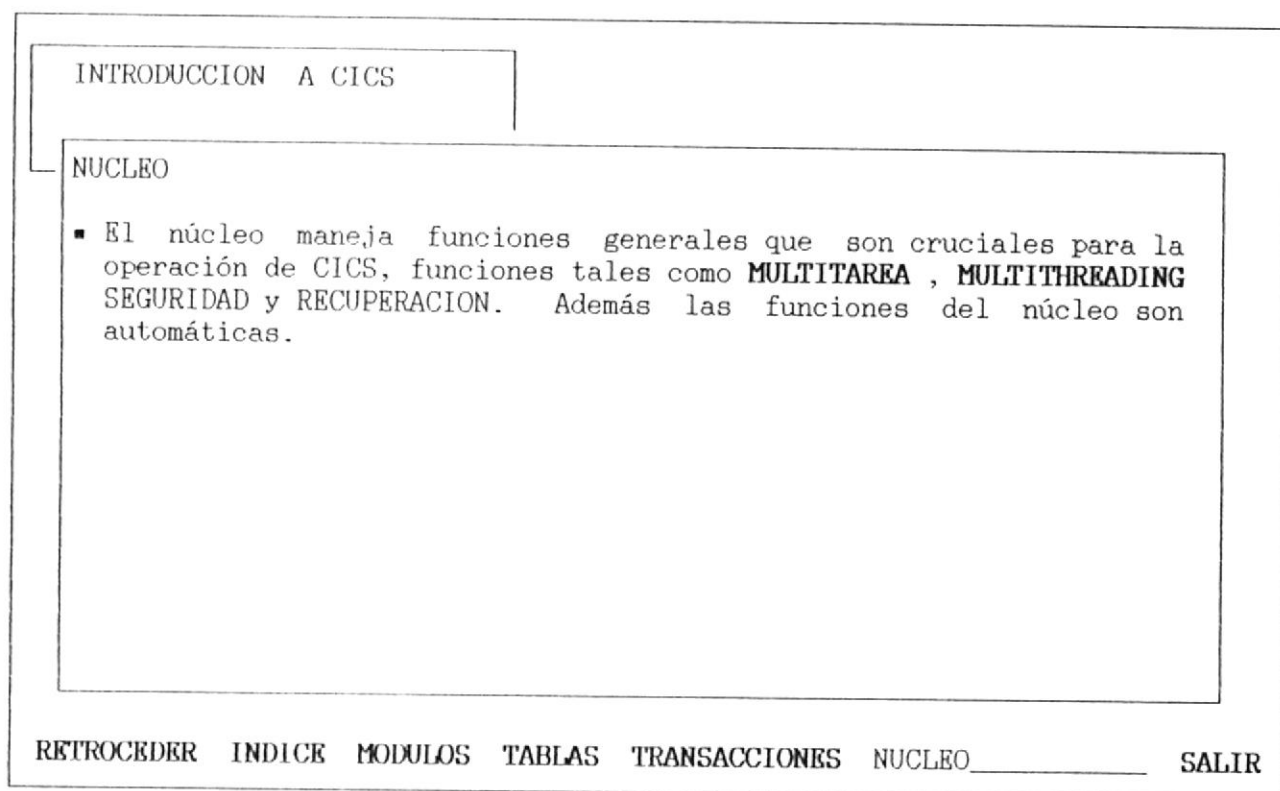 INTRODUCCION A CICS
NUCLEO
▪ El núcleo maneja funciones generales que son cruciales para la
operación de CICS, funciones tales como MULTITAREA , MULTITHREADING
SEGURIDAD y RECUPERACION. Además las funciones del núcleo son
automáticas.
RETROCEDER INDICE MODULOS TABLAS TRANSACCIONES NUCLEO____________ SALIR